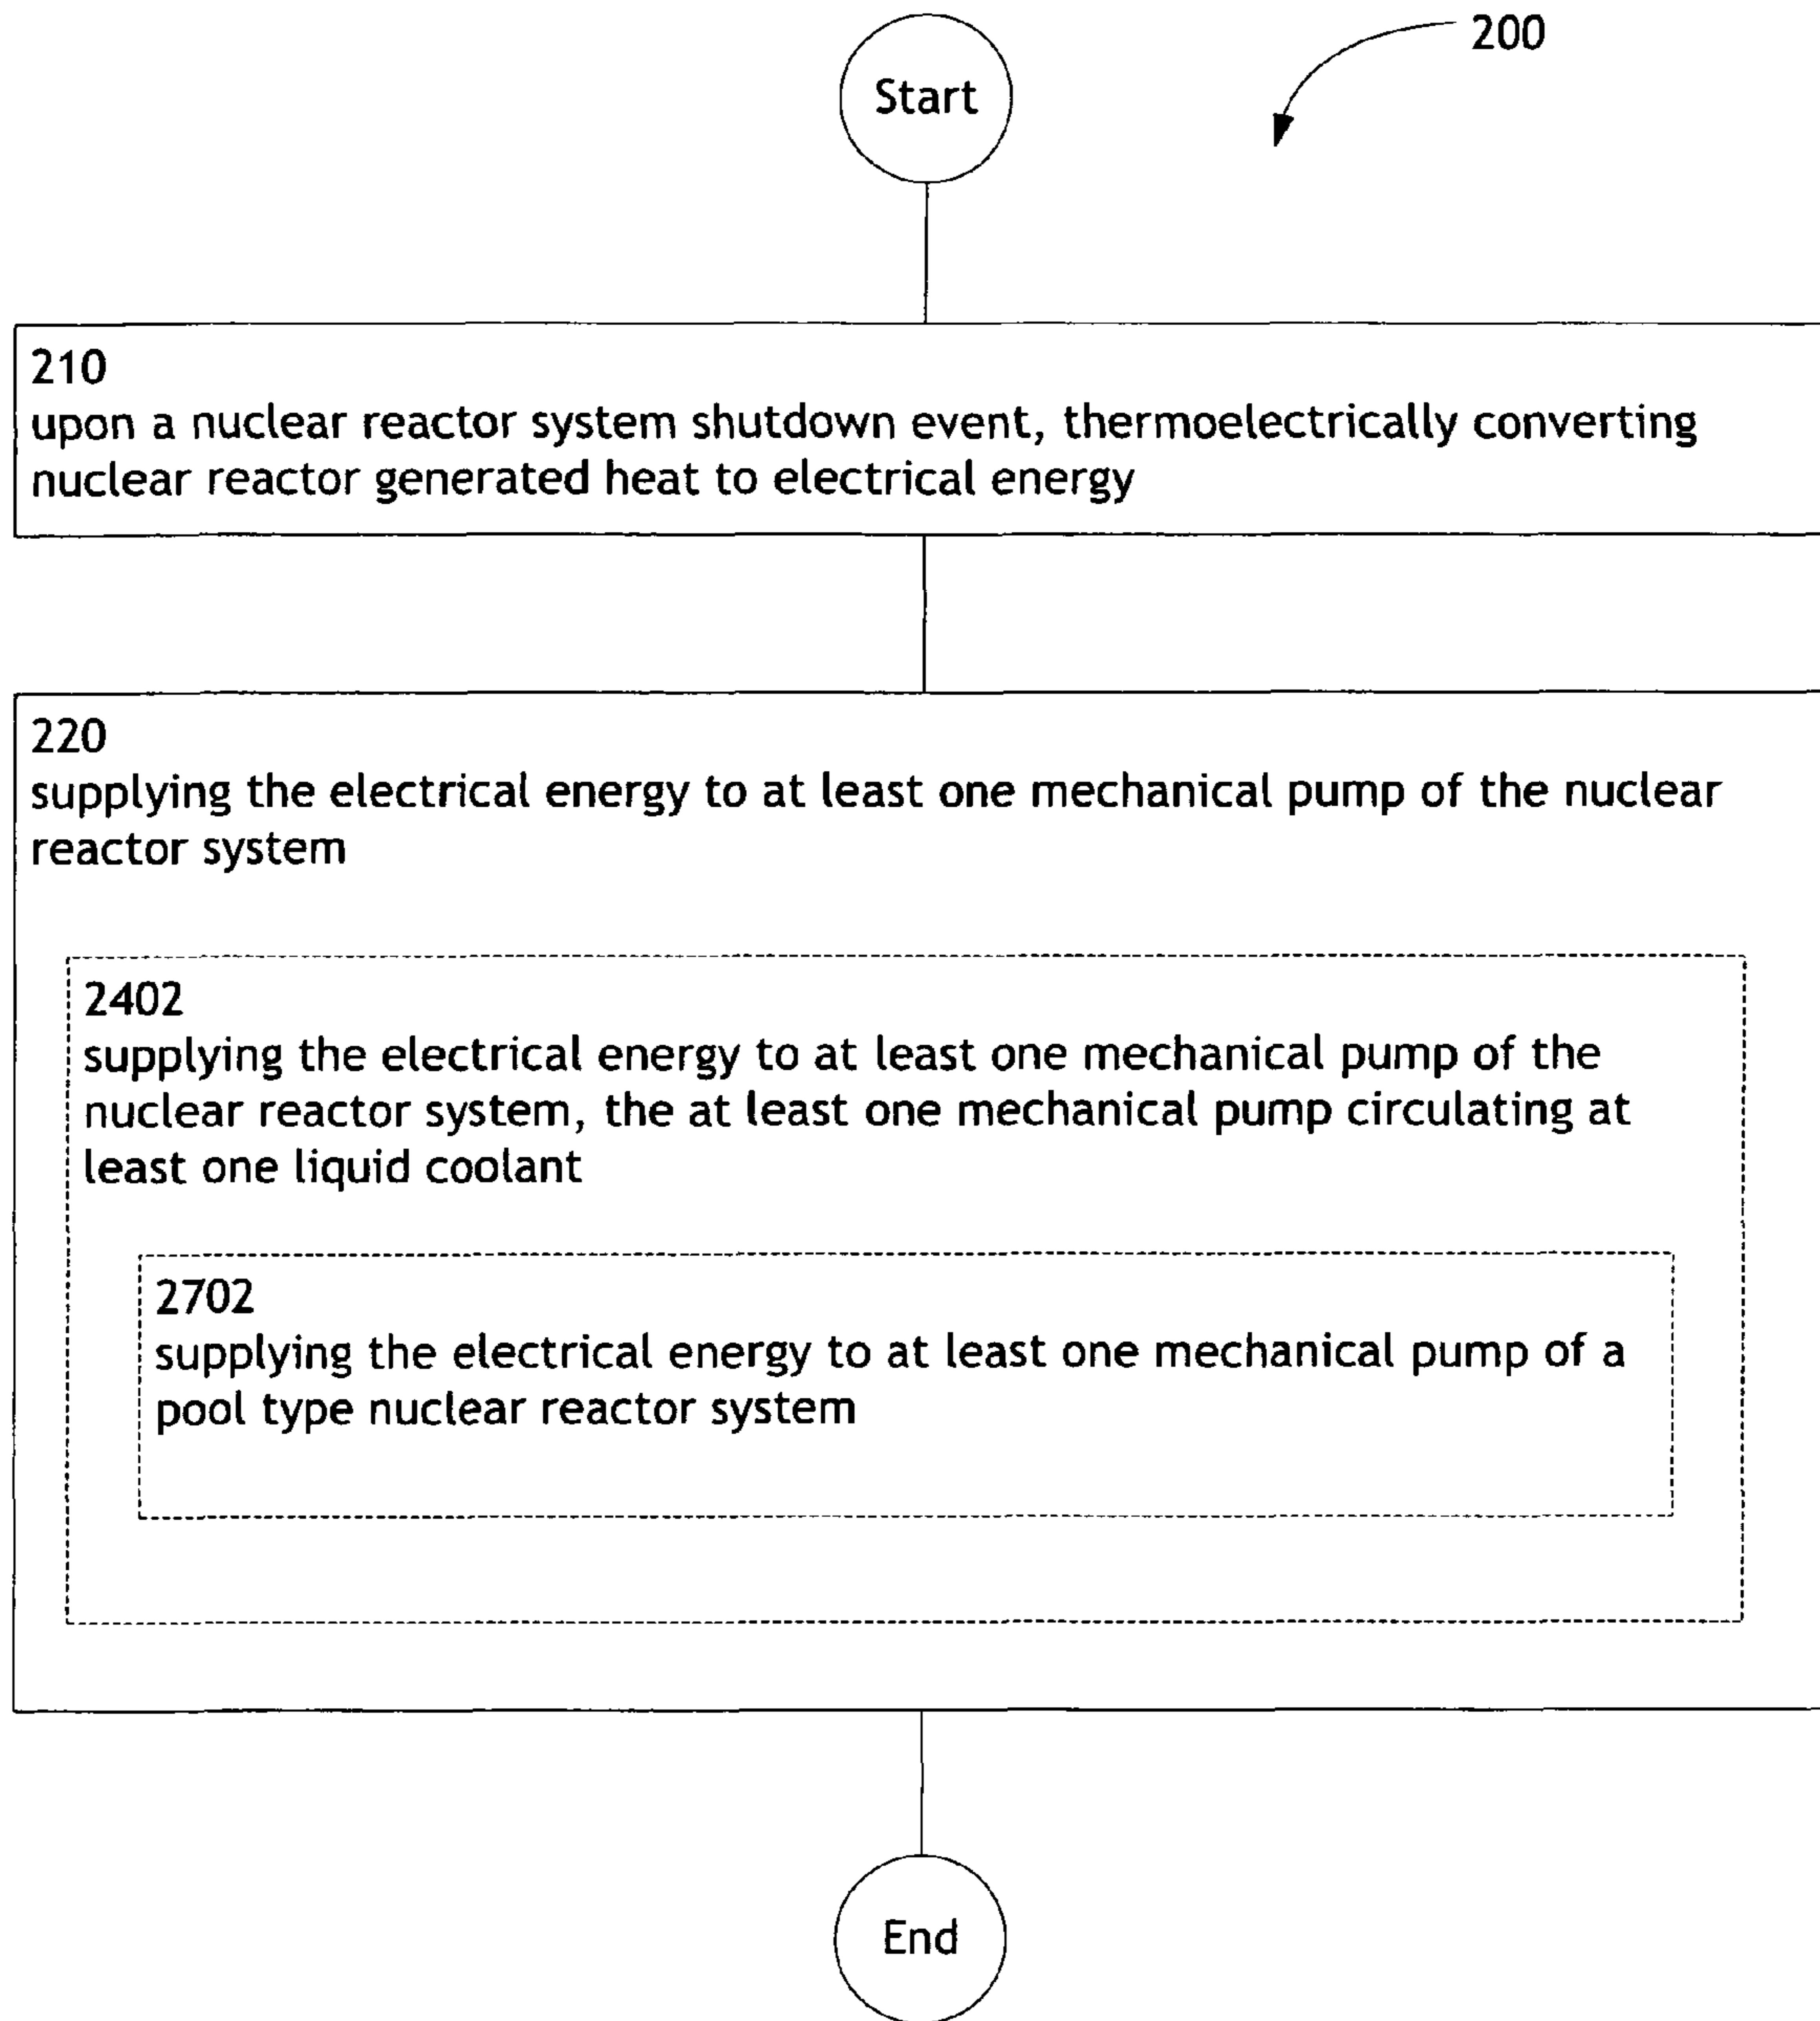 200
Start
210
upon a nuclear reactor system shutdown event, thermoelectrically converting
nuclear reactor generated heat to electrical energy
220
supplying the electrical energy to at least one mechanical pump of the nuclear
reactor system
2402
supplying the electrical energy to at least one mechanical pump of the
nuclear reactor system, the at least one mechanical pump circulating at
least one liquid coolant
2702
supplying the electrical energy to at least one mechanical pump of a
pool type nuclear reactor system
End